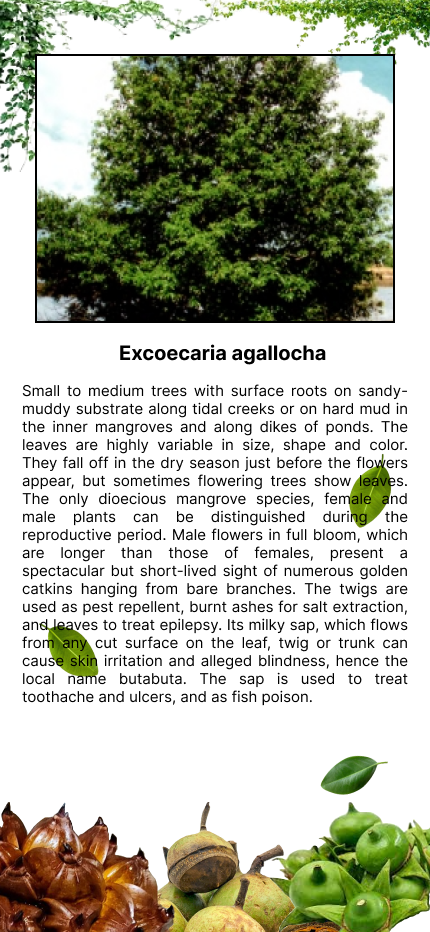 Excoecaria agallocha
Small to medium trees with surface roots on sandy-
muddy substrate along tidal creeks or on hard mud in
the inner mangroves and along dikes of ponds. The
leaves are highly variable in size, shape and color.
They fall off in the dry season just before the flowers
appear, but sometimes flowering trees show leaves.
The only dioecious mangrove species, female and
male plants can be distinguished during the
reproductive period. Male flowers in full bloom, which
are longer than those of females, present a
spectacular but short-lived sight of numerous golden
catkins hanging from bare branches. The twigs are
used as pest repellent, burnt ashes for salt extraction,
and leaves to treat epilepsy. Its milky sap, which flows
from any cut surface on the leaf, twig or trunk can
cause skin irritation and alleged blindness, hence the
local name butabuta. The sap is used to treat
toothache and ulcers, and as fish poison.